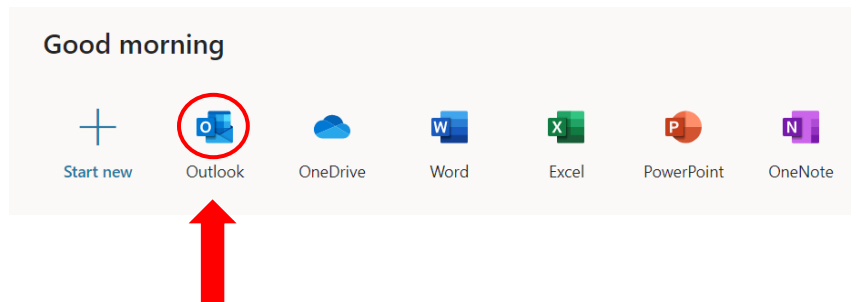 Good morning
O W X P N
Start new Outlook OneDrive Word Excel PowerPoint OneNote